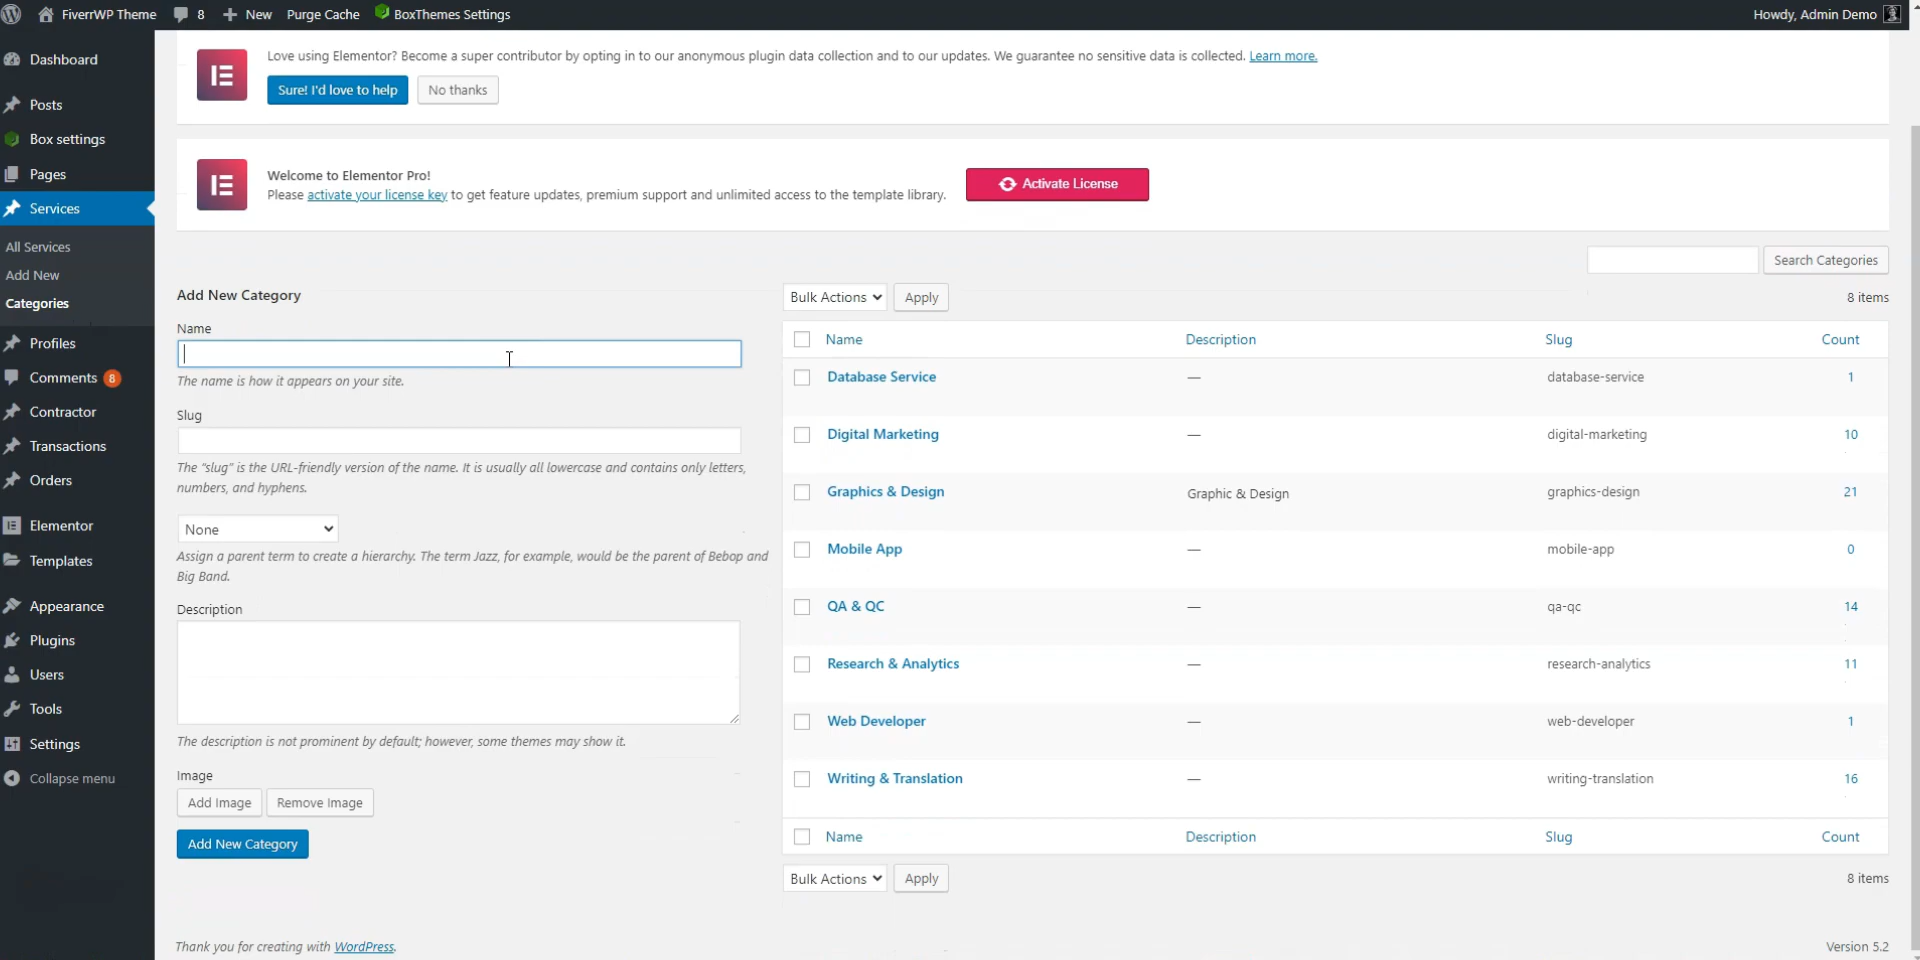 FiverrWP Theme 8 New Purge Cache BoxThemes Settings Howdy, Admin Demo
Dashboard
Posts
Box settings
Pages
Services
All Services
Add New
Categories
Profiles
Comments 8
Contractor
Transactions
Orders
Elementor
Templates
Appearance
Plugins
Users
Tools
Settings
Collapse menu
Love using Elementor? Become a super contributor by opting in to our anonymous plugin data collection and to our updates. We guarantee no sensitive data is collected. Learn more.
Sure! I'd love to help No thanks
Welcome to Elementor Pro!
Please activate your license key to get feature updates, premium support and unlimited access to the template library.
Activate License
Search Categories
Add New Category
Name
The name is how it appears on your site.
Slug
The "slug" is the URL-friendly version of the name. It is usually all lowercase and contains only letters,
numbers, and hyphens.
None
Assign a parent term to create a hierarchy. The term Jazz, for example, would be the parent of Bebop and
Big Band.
Description
The description is not prominent by default; however, some themes may show it.
Image
Add Image Remove Image
Add New Category
Bulk Actions Apply 8 items
Name Description Slug Count
Database Service — database-service 1
Digital Marketing — digital-marketing 10
Graphics & Design Graphic & Design graphics-design 21
Mobile App — mobile-app 0
QA & QC — qa-qc 14
Research & Analytics — research-analytics 11
Web Developer — web-developer 1
Writing & Translation — writing-translation 16
Name Description Slug Count
Bulk Actions Apply 8 items
Thank you for creating with WordPress. Version 5.2